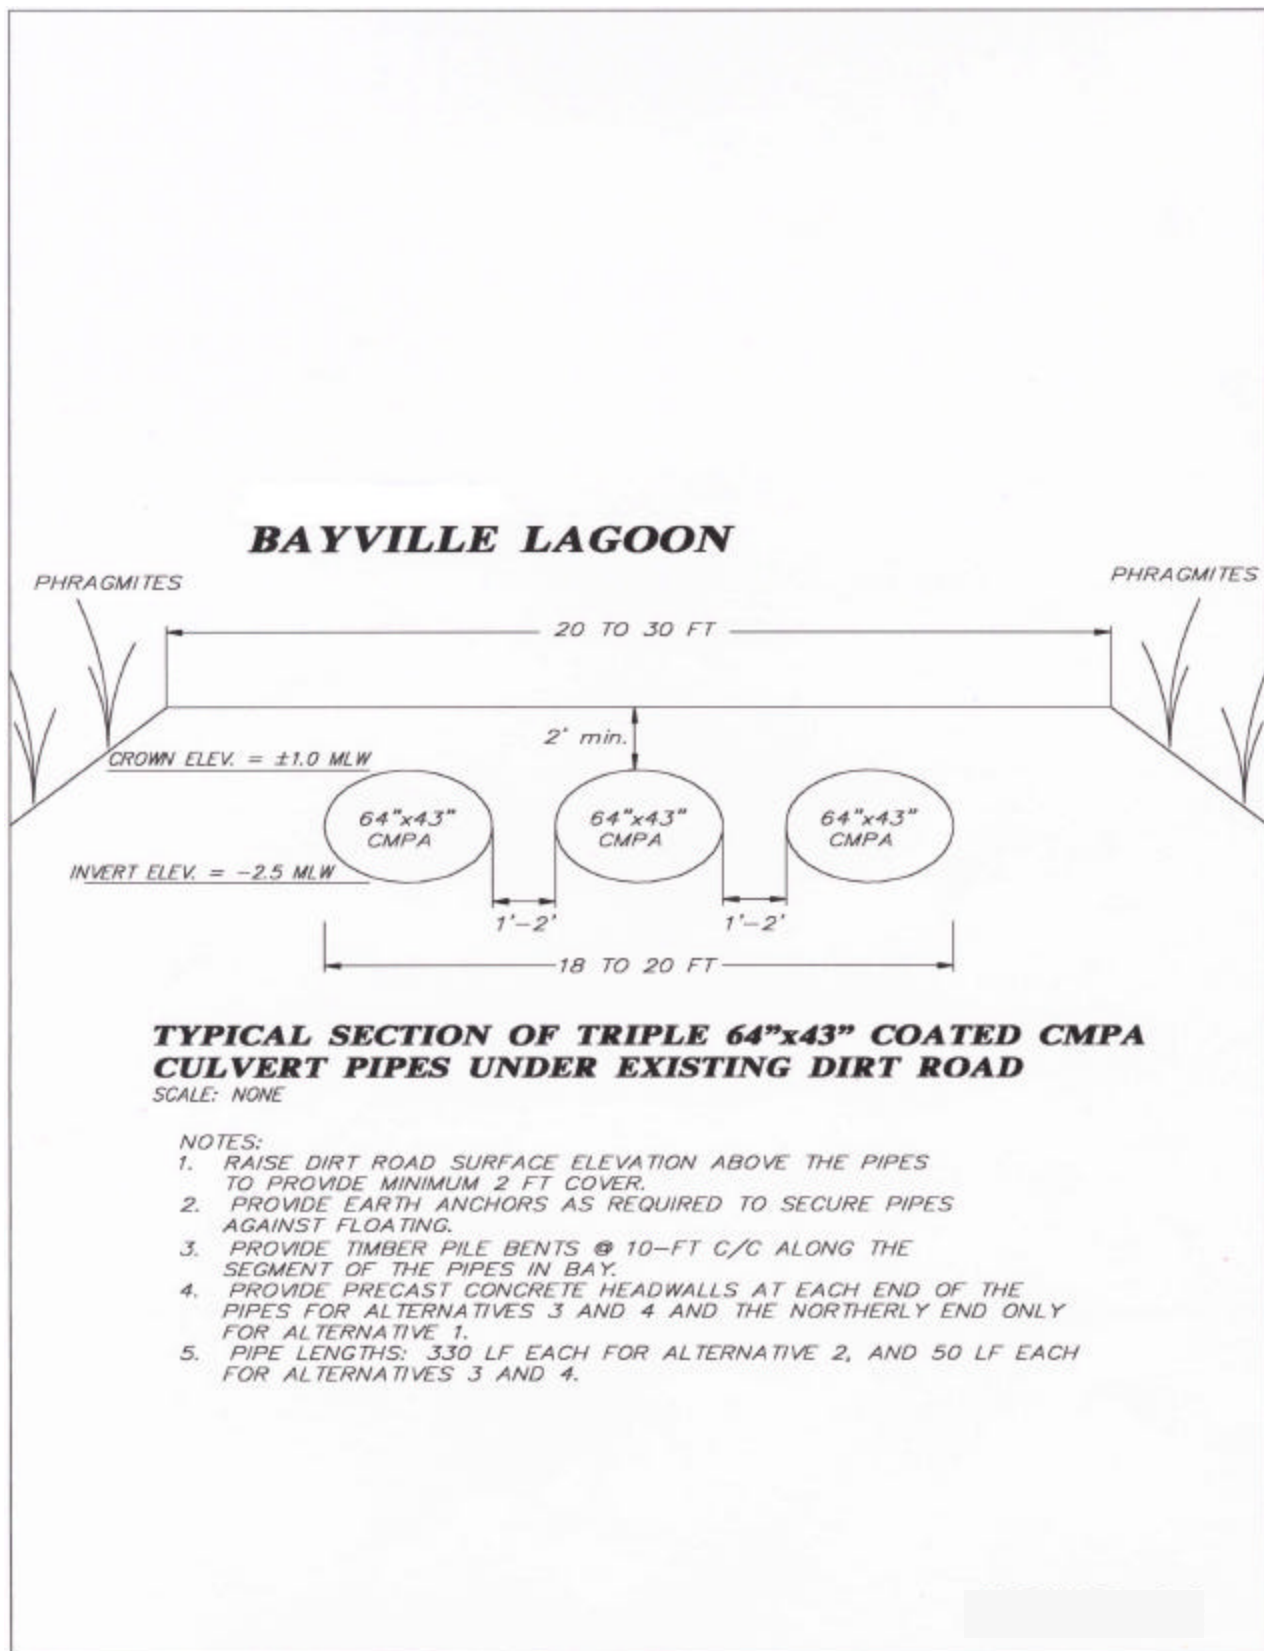 BAYVILLE LAGOON
PHRAGMITES
PHRAGMITES
20 TO 30 FT
2' min.
CROWN ELEV. = ±1.0 MLW
64"x43"
CMPA
64"x43"
CMPA
64"x43"
CMPA
INVERT ELEV. = -2.5 MLW
1'-2'
1'-2'
18 TO 20 FT
TYPICAL SECTION OF TRIPLE 64"x43" COATED CMPA
CULVERT PIPES UNDER EXISTING DIRT ROAD
SCALE: NONE
NOTES:
1. RAISE DIRT ROAD SURFACE ELEVATION ABOVE THE PIPES
TO PROVIDE MINIMUM 2 FT COVER.
2. PROVIDE EARTH ANCHORS AS REQUIRED TO SECURE PIPES
AGAINST FLOATING.
3. PROVIDE TIMBER PILE BENTS @ 10-FT C/C ALONG THE
SEGMENT OF THE PIPES IN BAY.
4. PROVIDE PRECAST CONCRETE HEADWALLS AT EACH END OF THE
PIPES FOR ALTERNATIVES 3 AND 4 AND THE NORTHERLY END ONLY
FOR ALTERNATIVE 1.
5. PIPE LENGTHS: 330 LF EACH FOR ALTERNATIVE 2, AND 50 LF EACH
FOR ALTERNATIVES 3 AND 4.